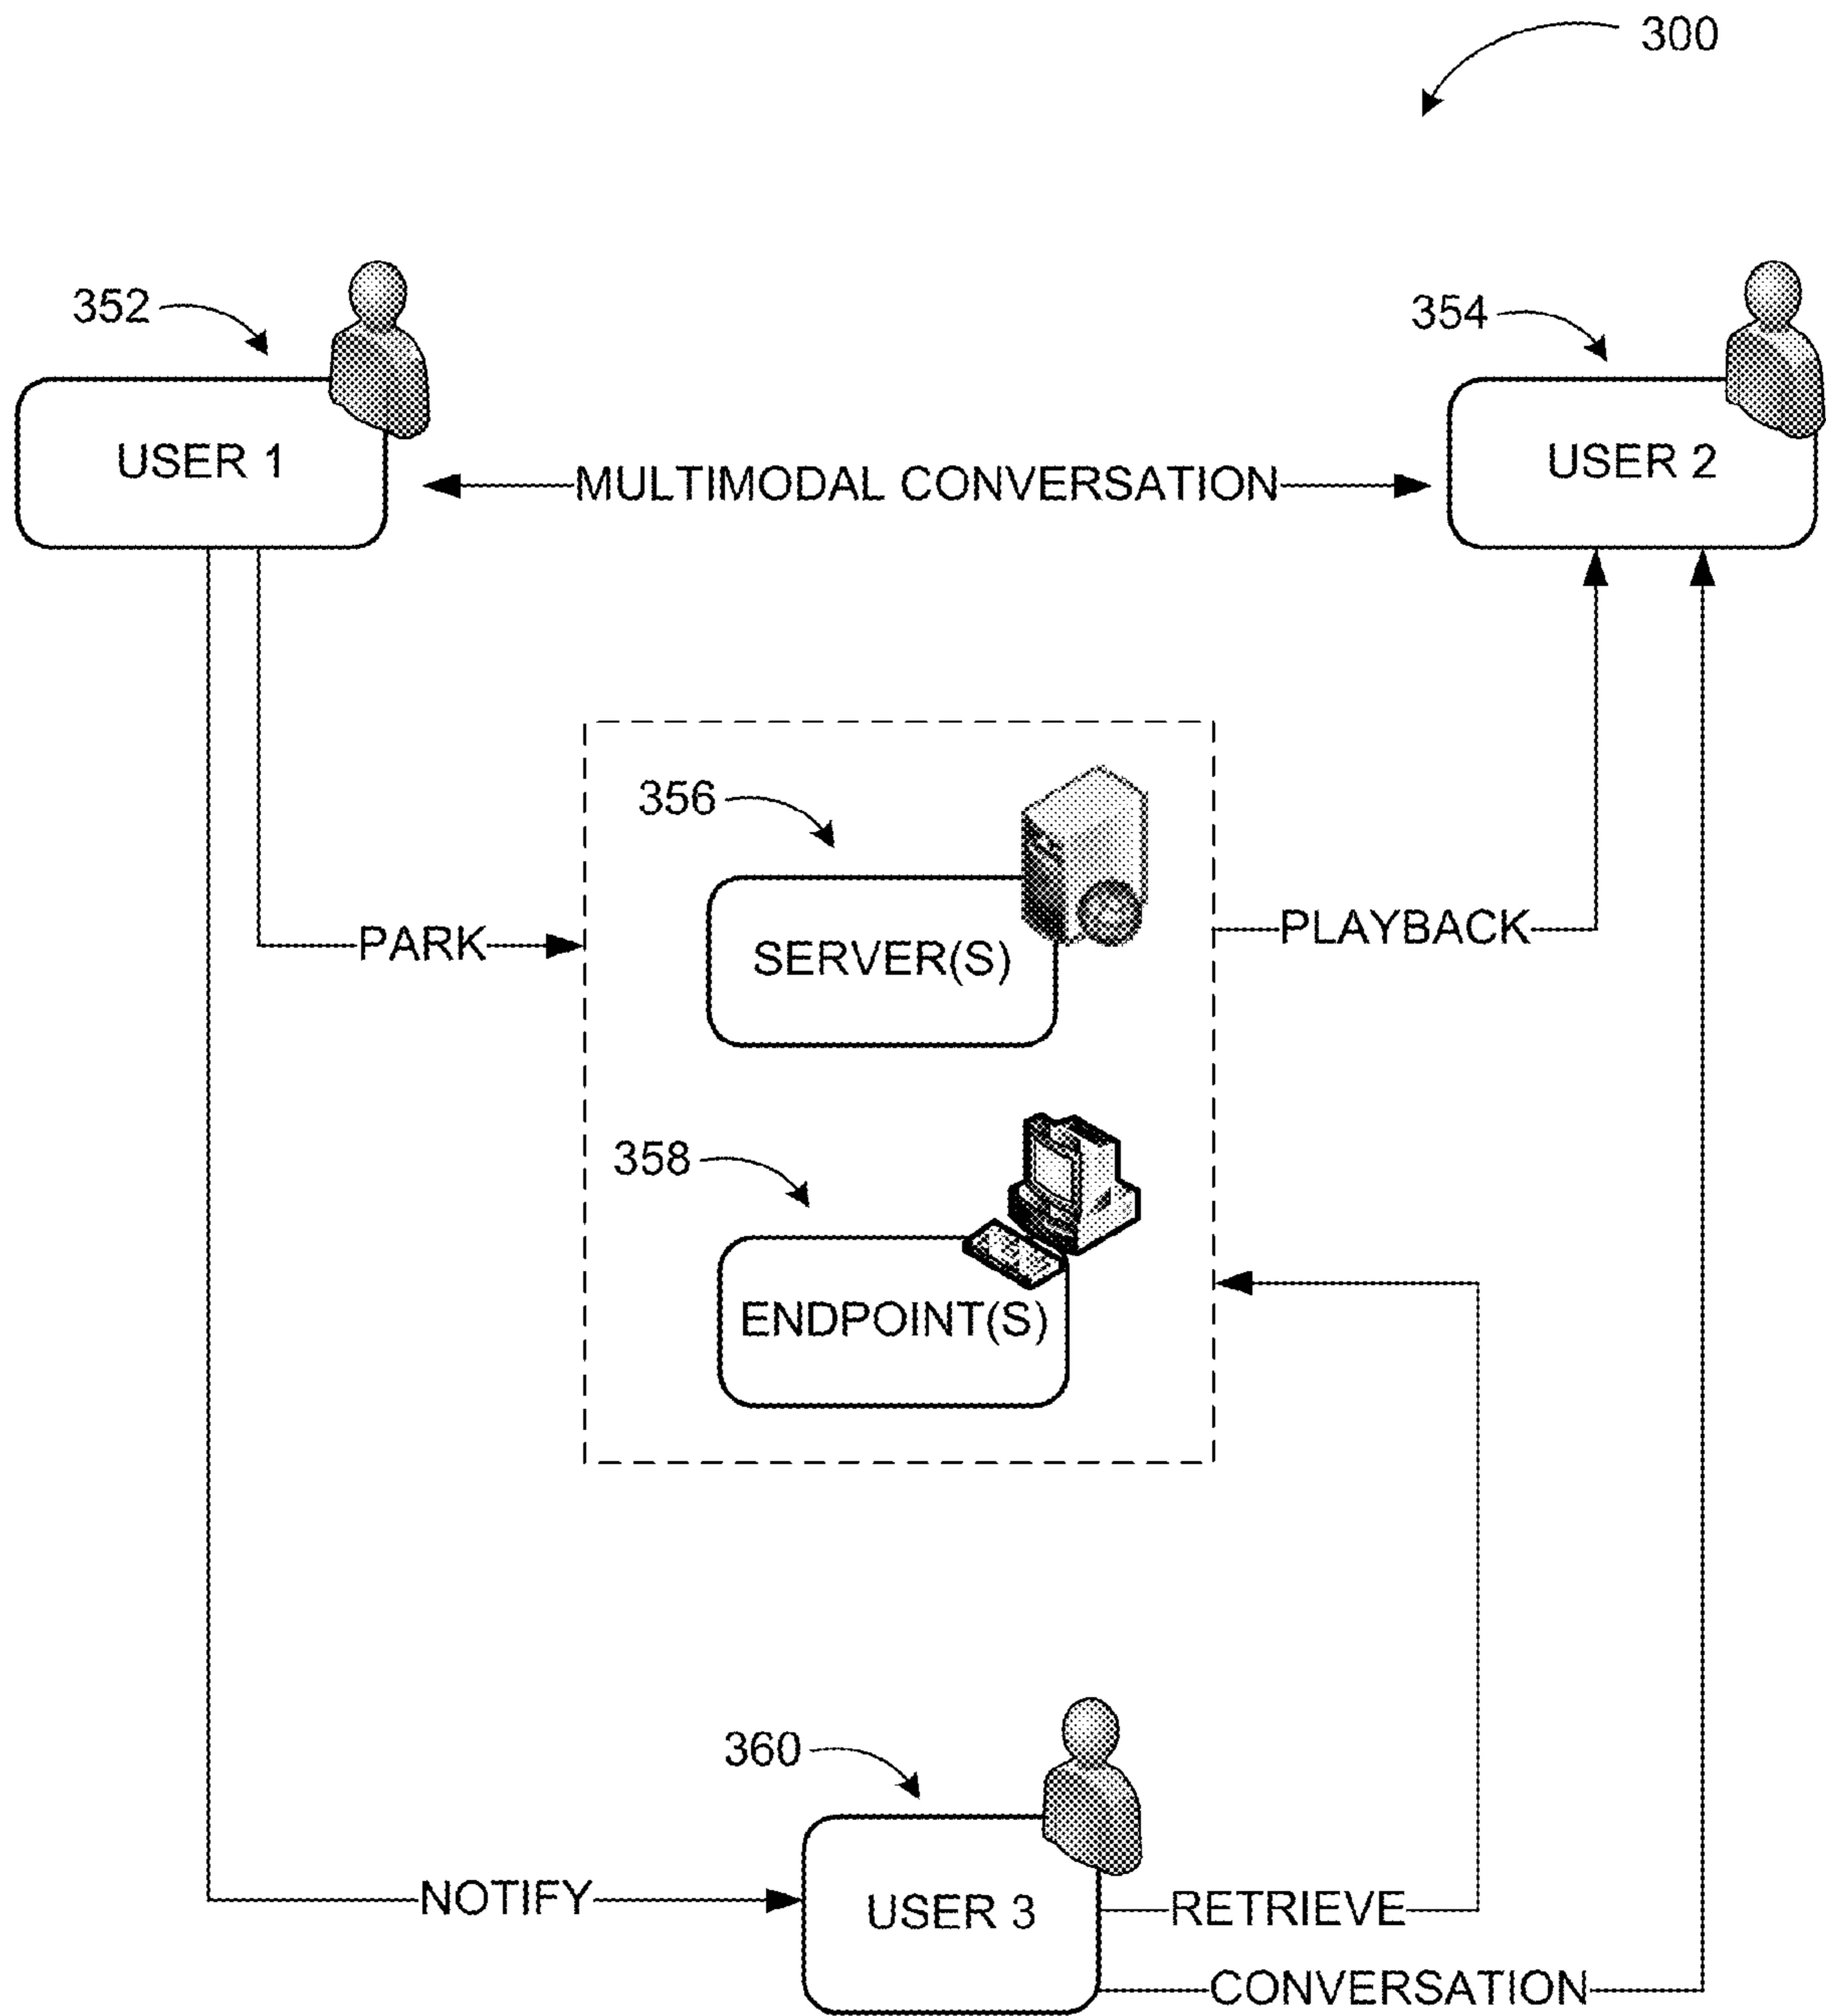 300
352
354
USER 1
MULTIMODAL CONVERSATION
USER 2
356
PARK
SERVER(S)
PLAYBACK
358
ENDPOINT(S)
360
NOTIFY
USER 3
RETRIEVE
CONVERSATION